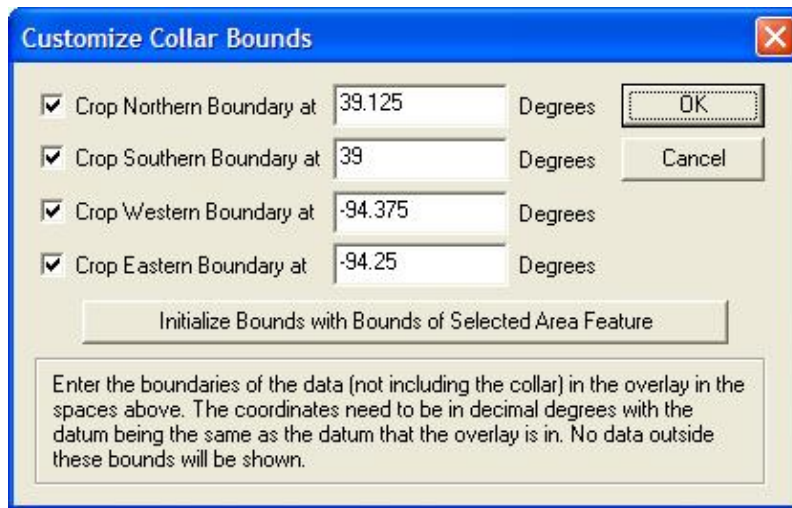 Customize Collar Bounds
Crop Northern Boundary at 39.125 Degrees OK
Crop Southern Boundary at 39 Degrees Cancel
Crop Western Boundary at -94.375 Degrees
Crop Eastern Boundary at -94.25 Degrees
Initialize Bounds with Bounds of Selected Area Feature
Enter the boundaries of the data (not including the collar) in the overlay in the
spaces above. The coordinates need to be in decimal degrees with the
datum being the same as the datum that the overlay is in. No data outside
these bounds will be shown.